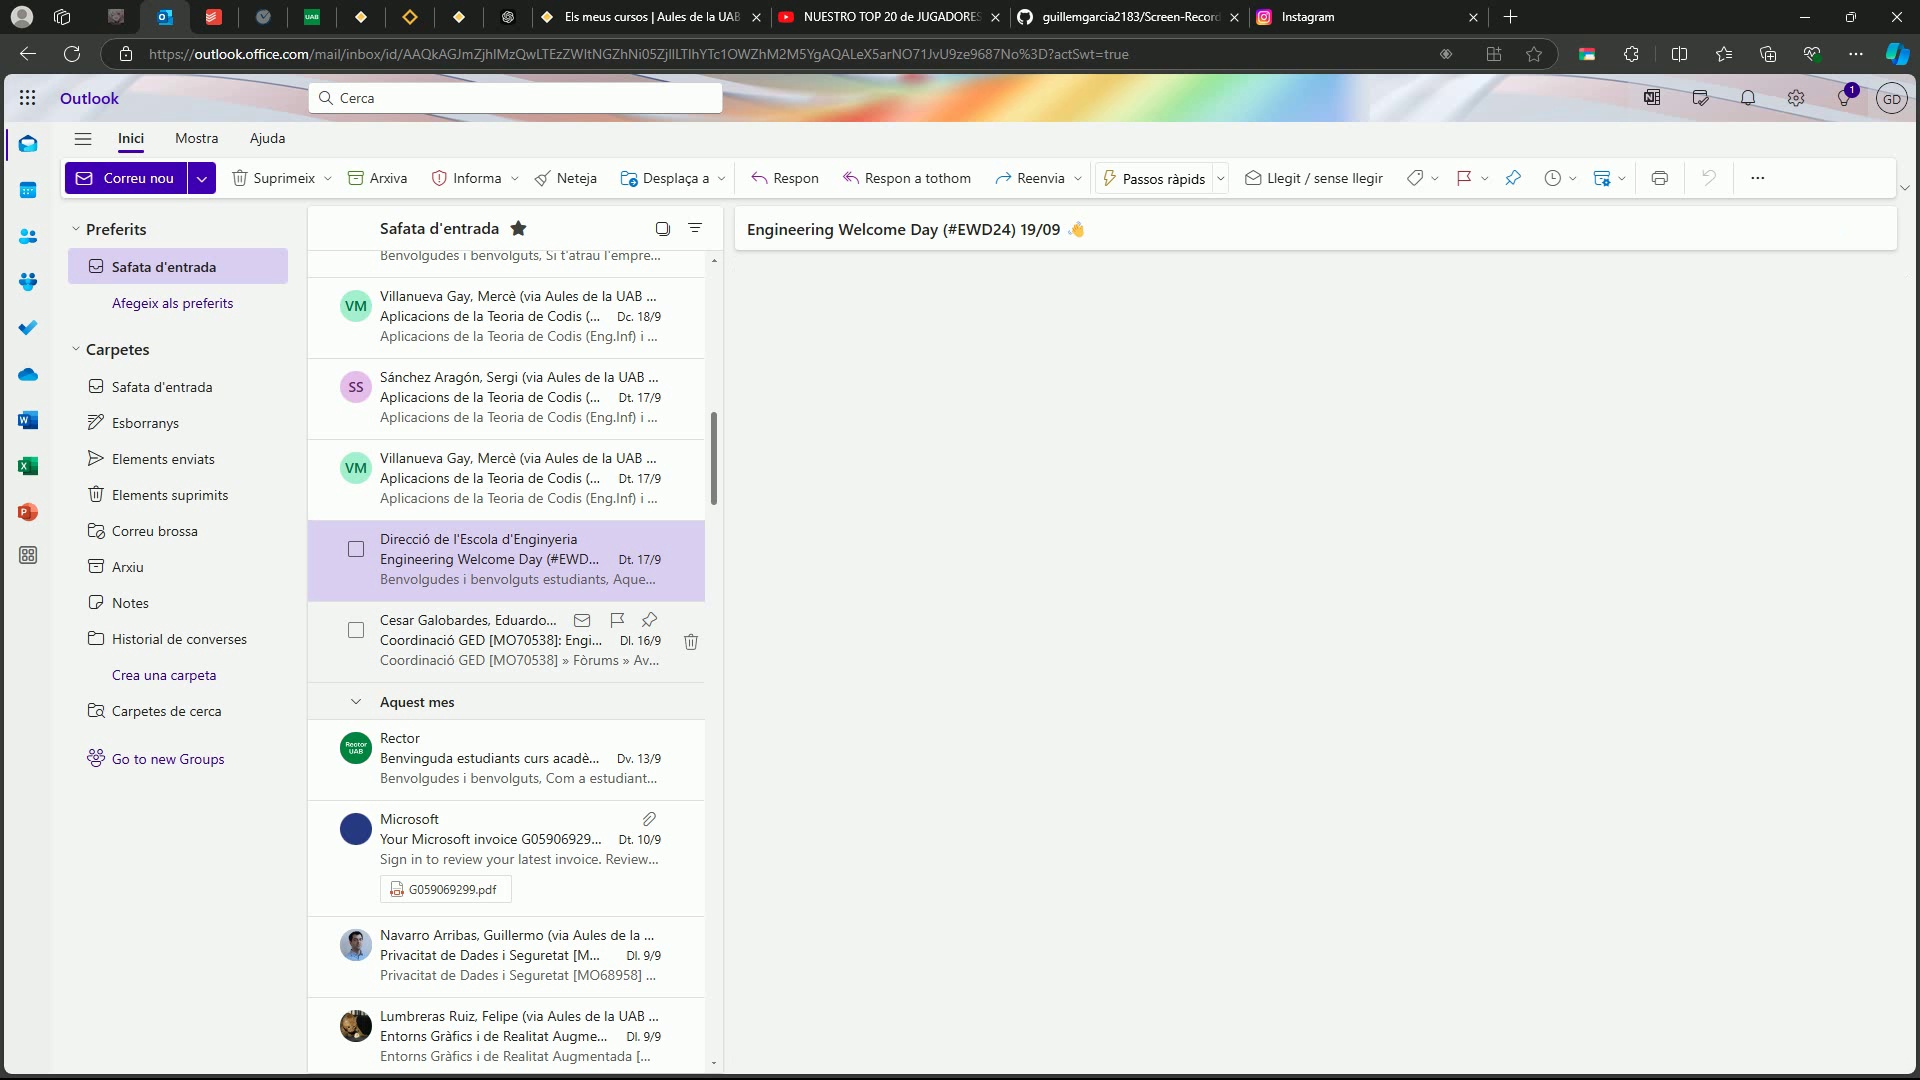 Els meus cursos | Aules de la UAB
NUESTRO TOP 20 de JUGADORES
guillemgarcia2183/Screen-Record
Instagram
Outlook
Cerca
1
GD
Inici
Mostra
Ajuda
Correu nou
Suprimeix
Arxiva
Informa
Neteja
Desplaça a
Respon
Respon a tothom
Reenvia
Passos ràpids
Llegit / sense llegir
Preferits
Safata d'entrada
Afegeix als preferits
Carpetes
Safata d'entrada
Esborranys
Elements enviats
Elements suprimits
Correu brossa
Arxiu
Notes
Historial de converses
Crea una carpeta
Carpetes de cerca
Go to new Groups
Safata d'entrada
Benvolgudes i benvolguts, Si t'atrau l'empre...
VM
Villanueva Gay, Mercè (via Aules de la UAB ...
Aplicacions de la Teoria de Codis (... Dc. 18/9
Aplicacions de la Teoria de Codis (Eng.Inf) i ...
SS
Sánchez Aragón, Sergi (via Aules de la UAB ...
Aplicacions de la Teoria de Codis (... Dt. 17/9
Aplicacions de la Teoria de Codis (Eng.Inf) i ...
VM
Villanueva Gay, Mercè (via Aules de la UAB ...
Aplicacions de la Teoria de Codis (... Dt. 17/9
Aplicacions de la Teoria de Codis (Eng.Inf) i ...
Direcció de l'Escola d'Enginyeria
Engineering Welcome Day (#EWD... Dt. 17/9
Benvolgudes i benvolguts estudiants, Aque...
Cesar Galobardes, Eduardo...
Coordinació GED [MO70538]: Engi... Dl. 16/9
Coordinació GED [MO70538] » Fòrums » Av...
Aquest mes
Rector UAB
Rector
Benvinguda estudiants curs acadè... Dv. 13/9
Benvolgudes i benvolguts, Com a estudiant...
Microsoft
Your Microsoft invoice G05906929... Dt. 10/9
Sign in to review your latest invoice. Review...
G059069299.pdf
Navarro Arribas, Guillermo (via Aules de la ...
Privacitat de Dades i Seguretat [M... Dl. 9/9
Privacitat de Dades i Seguretat [MO68958] ...
Lumbreras Ruiz, Felipe (via Aules de la UAB ...
Entorns Gràfics i de Realitat Augme... Dl. 9/9
Entorns Gràfics i de Realitat Augmentada [...
Engineering Welcome Day (#EWD24) 19/09 👋